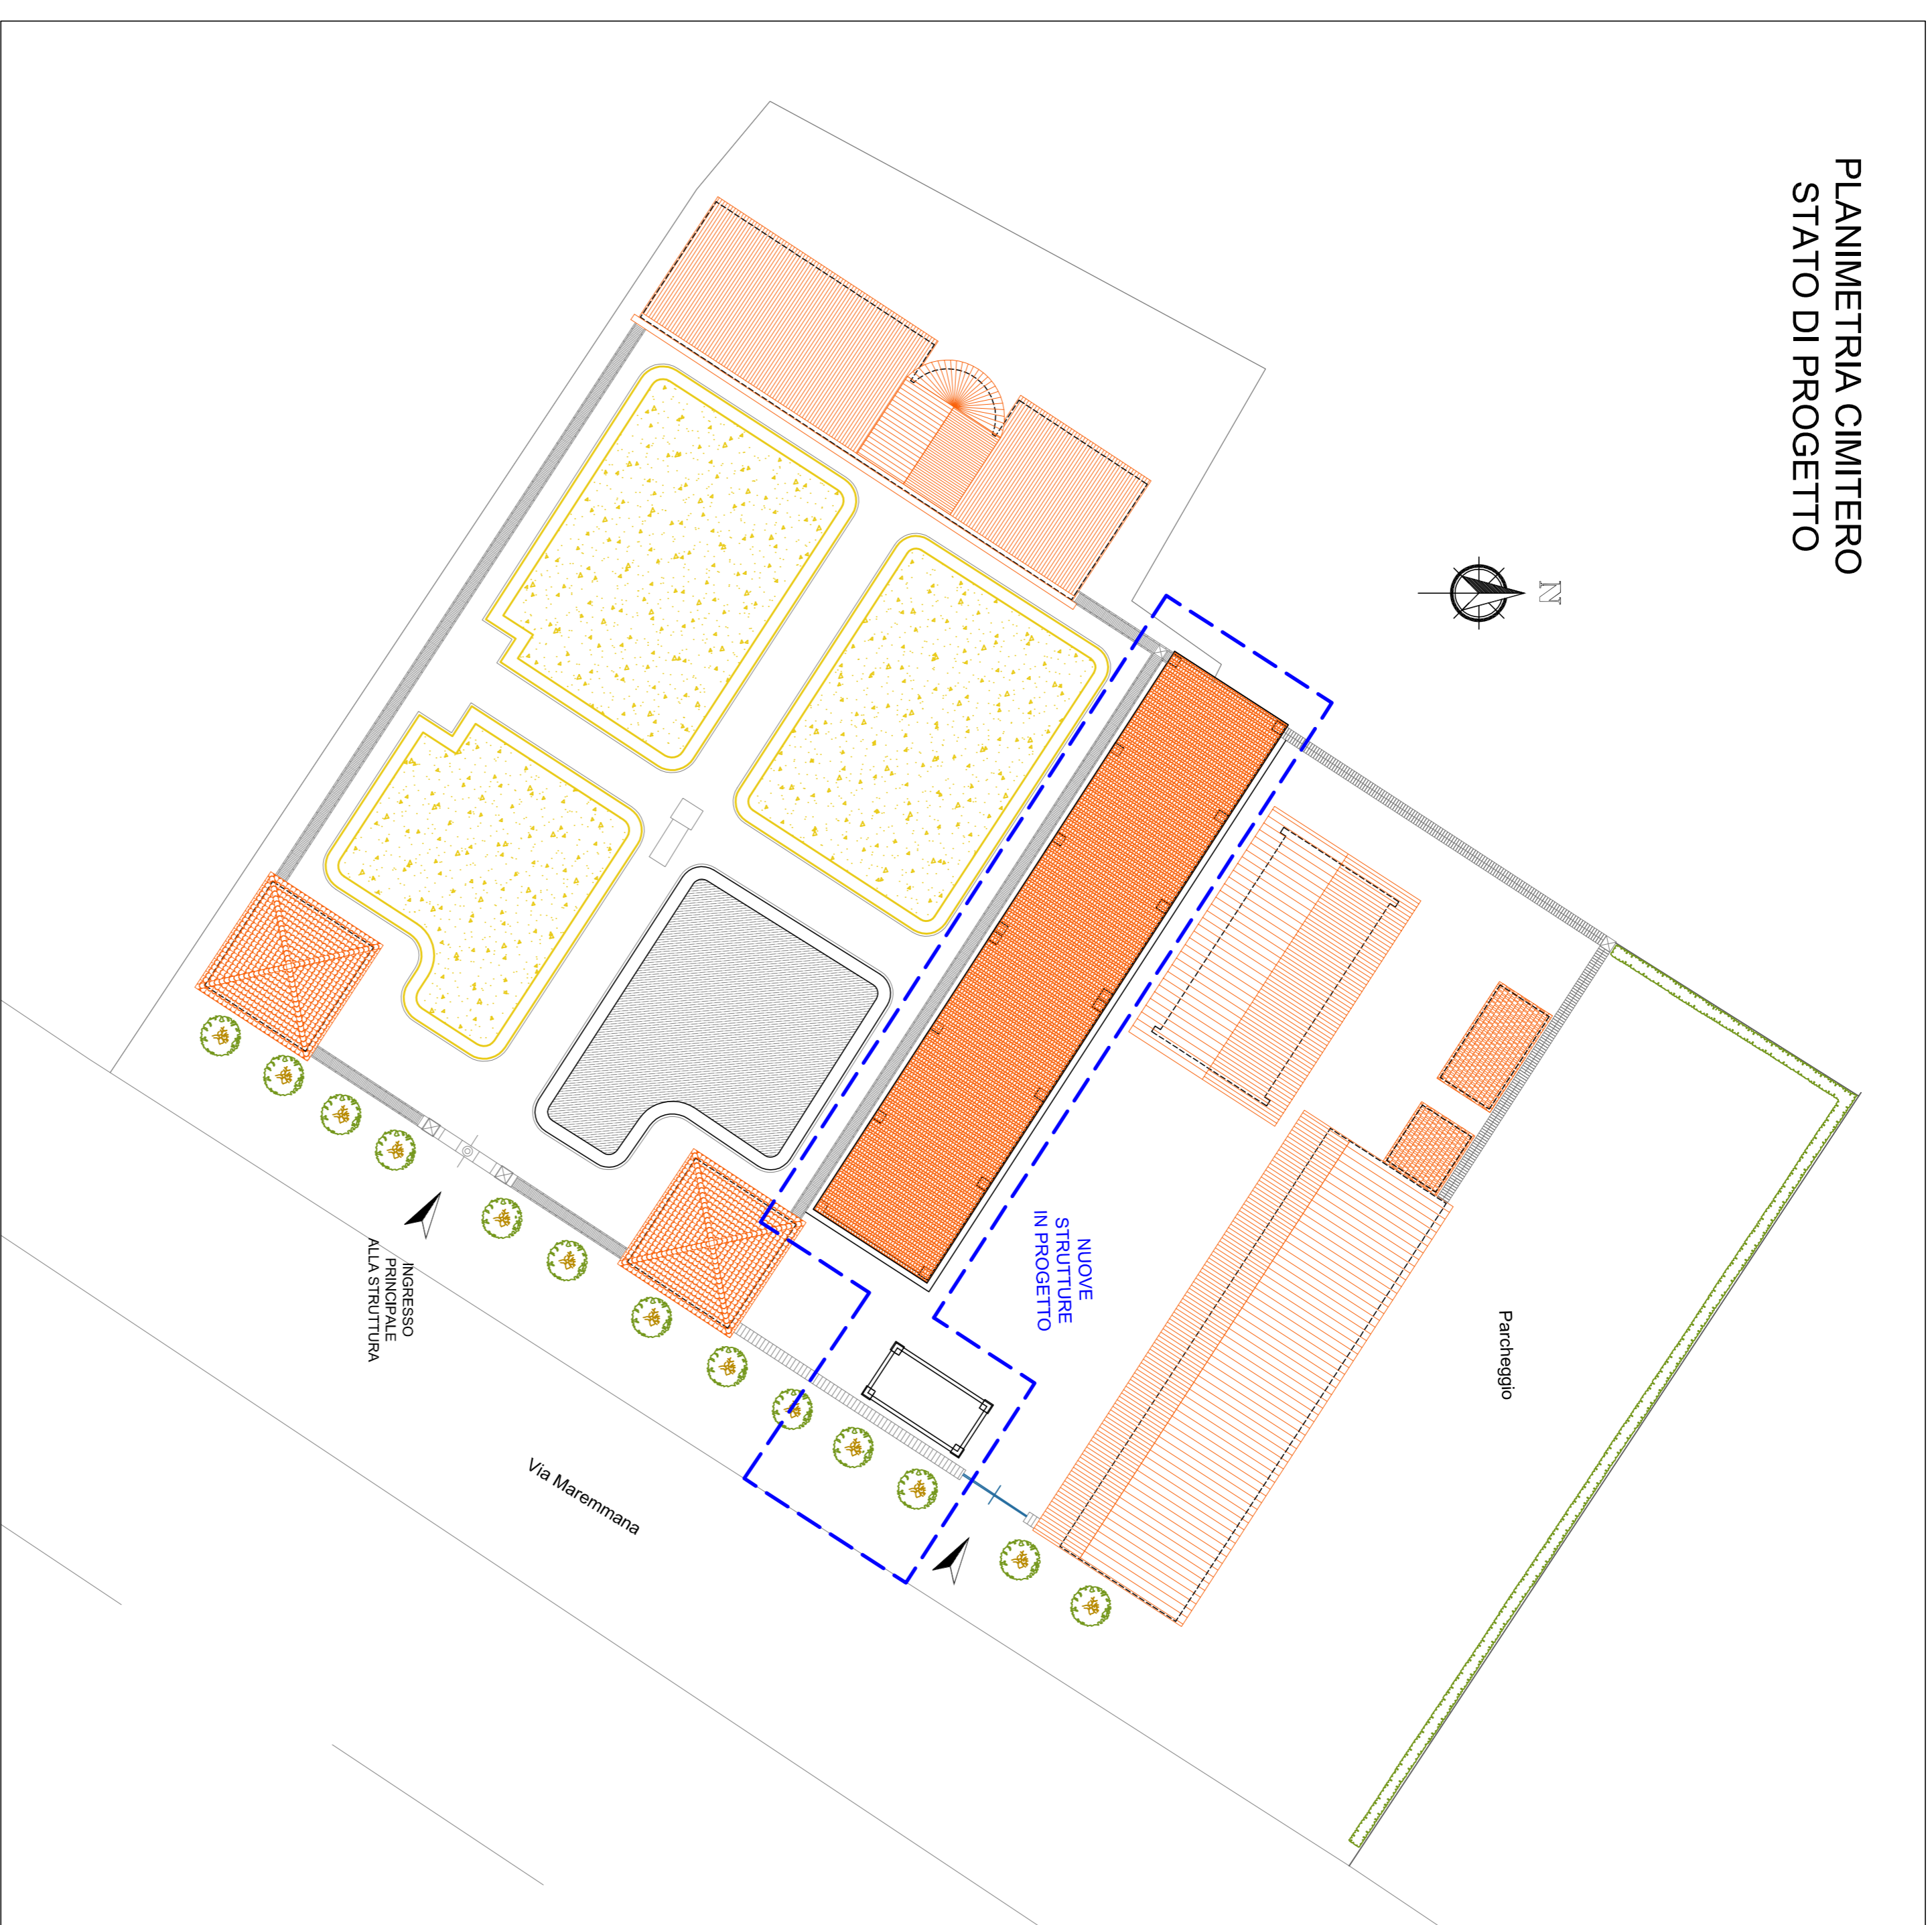 PLANIMETRIA CIMITERO
STATO DI PROGETTO
N
Parcheggio
NUOVE
STRUTTURE
IN PROGETTO
INGRESSO
PRINCIPALE
ALLA STRUTTURA
Via Maremmana